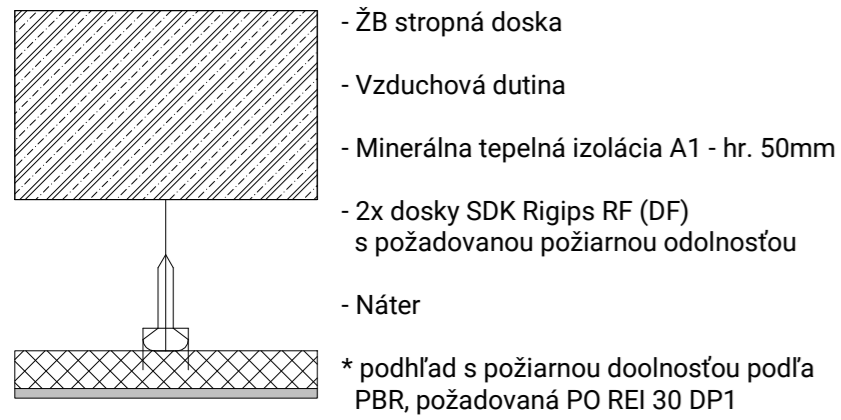 - ŽB stropná doska
- Vzduchová dutina
- Minerálna tepelná izolácia A1 - hr. 50mm
- 2x dosky SDK Rigips RF (DF)
s požadovanou požiarnou odolnosťou
- Náter
* podhľad s požiarnou doolnosťou podľa
PBR, požadovaná PO REI 30 DP1